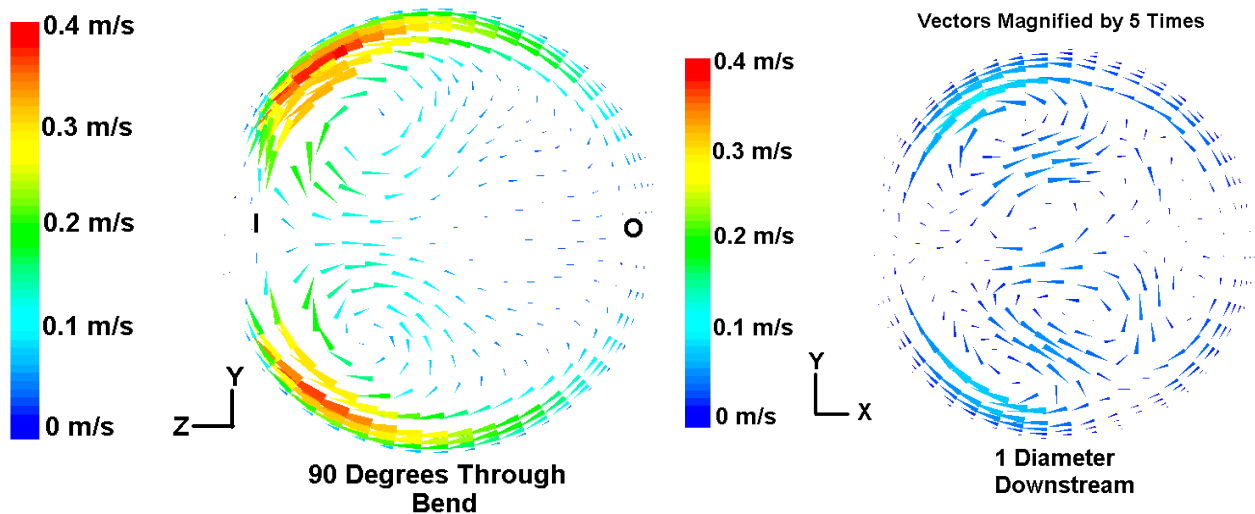 0.4 m/s
0.3 m/s
0.2 m/s
0.1 m/s
0 m/s
I
O
Y
Z
90 Degrees Through
Bend
Vectors Magnified by 5 Times
0.4 m/s
0.3 m/s
0.2 m/s
0.1 m/s
0 m/s
Y
X
1 Diameter
Downstream